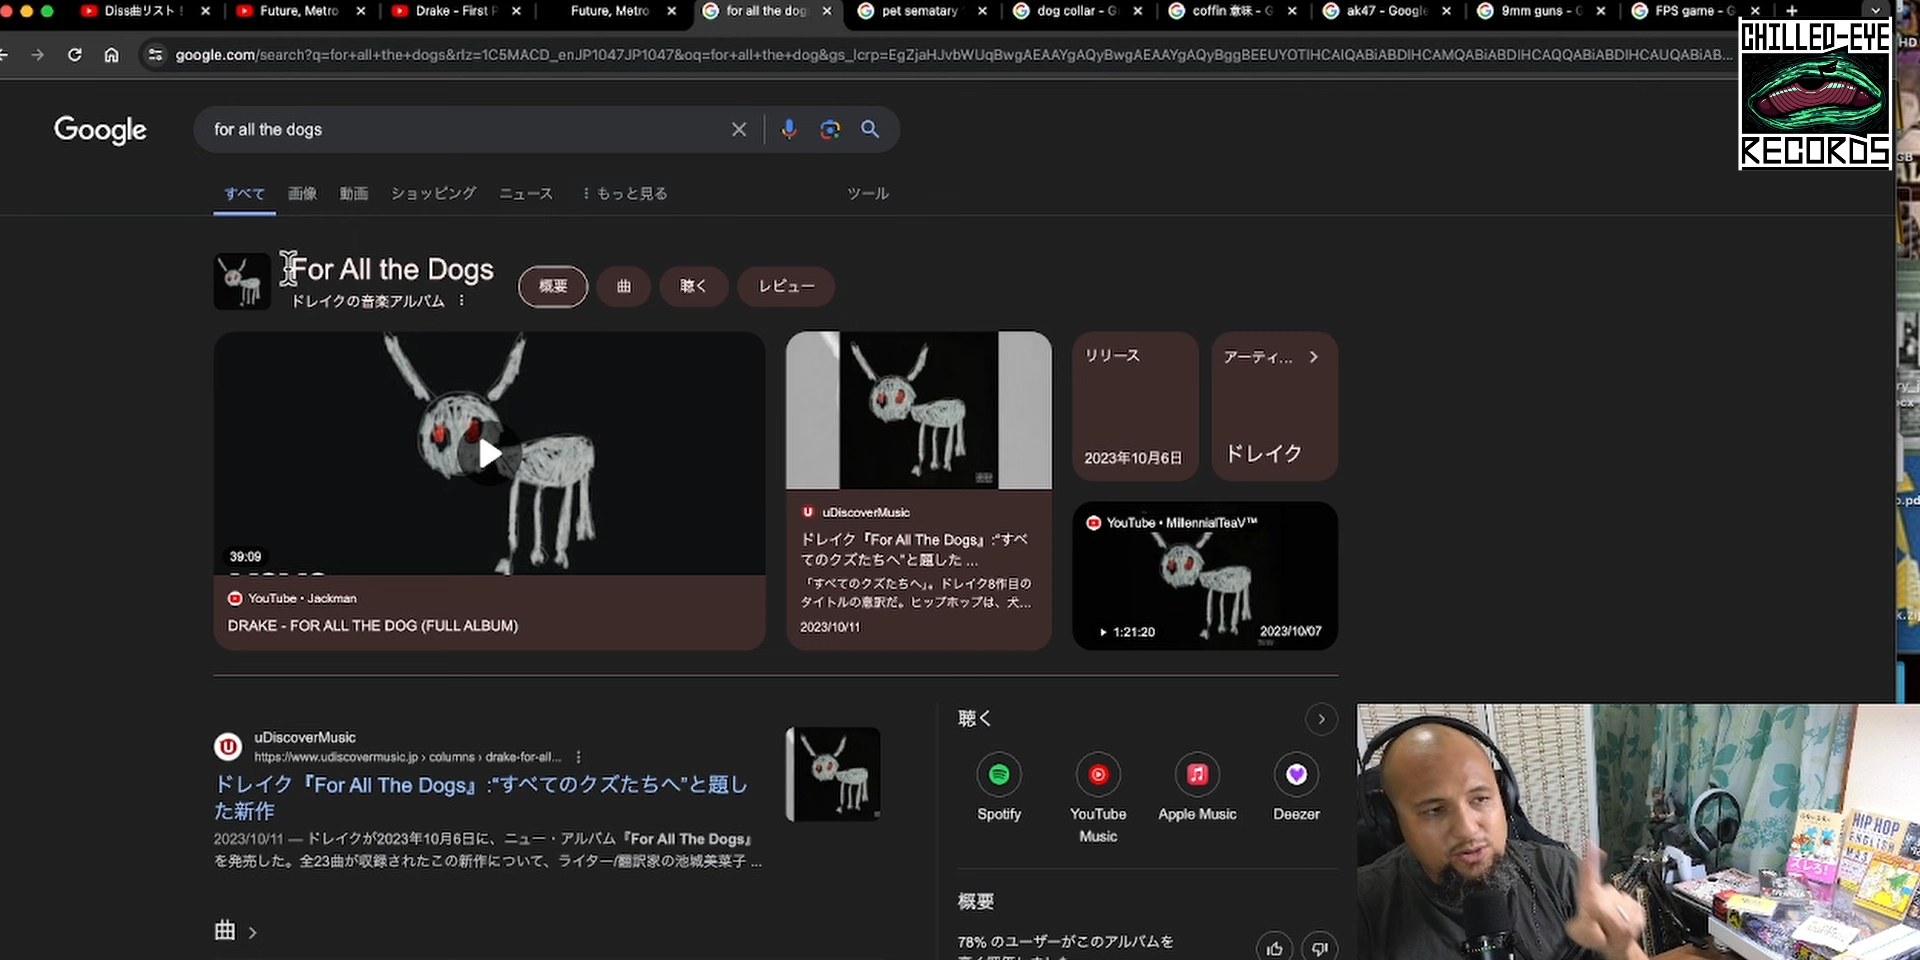 Diss曲リスト！
Future, Metro
Drake - First P
Future, Metro
for all the dog
pet sematary
dog collar - G
coffin 意味 - G
ak47 - Google
9mm guns - G
FPS game - G
CHILLED-EYE
RECORDS
google.com/search?q=for+all+the+dogs&rlz=1C5MACD_enJP1047JP1047&oq=for+all+the+dog&gs_lcrp=EgZjaHJvbWUqBwgAEAAYgAQyBwgAEAAYgAQyBggBEEUYOTIHCAIQABiABDIHCAMQABiABDIHCAQQABiABDIHCAUQABiAB...
Google
for all the dogs
すべて
画像
動画
ショッピング
ニュース
もっと見る
ツール
For All the Dogs
ドレイクの音楽アルバム
概要
曲
聴く
レビュー
39:09
YouTube・Jackman
DRAKE - FOR ALL THE DOG (FULL ALBUM)
uDiscoverMusic
ドレイク『For All The Dogs』:“すべ
てのクズたちへ”と題した ...
「すべてのクズたちへ」。ドレイク8作目の
タイトルの意訳だ。ヒップホップは、犬...
2023/10/11
リリース
2023年10月6日
アーティ...
ドレイク
YouTube・MillennialTeaV™
1:21:20
2023/10/07
uDiscoverMusic
https://www.udiscovermusic.jp › columns › drake-for-all...
ドレイク『For All The Dogs』:“すべてのクズたちへ”と題し
た新作
2023/10/11 — ドレイクが2023年10月6日に、ニュー・アルバム『For All The Dogs』
を発売した。全23曲が収録されたこの新作について、ライター/翻訳家の池城美菜子 ...
曲
聴く
Spotify
YouTube
Music
Apple Music
Deezer
概要
78% のユーザーがこのアルバムを
HIP HOP
ENGLISH